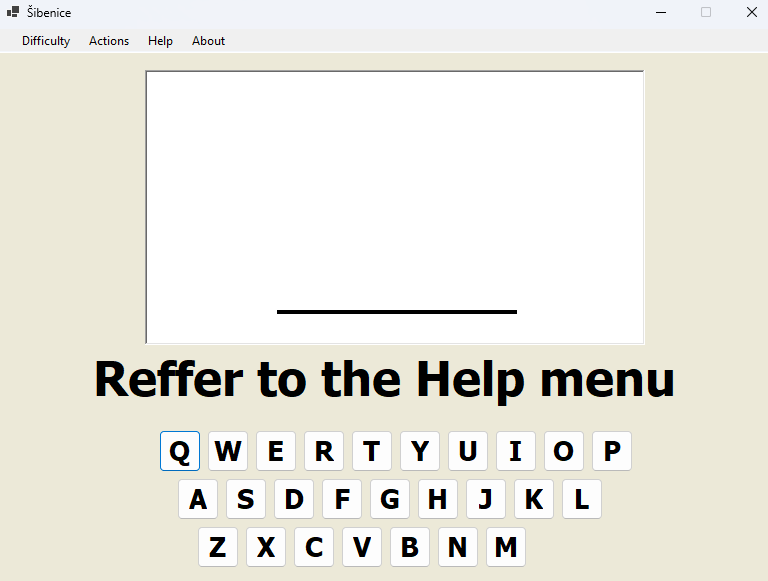 Šibenice
Difficulty Actions Help About
Reffer to the Help menu
Q W E R T Y U I O P
A S D F G H J K L
Z X C V B N M